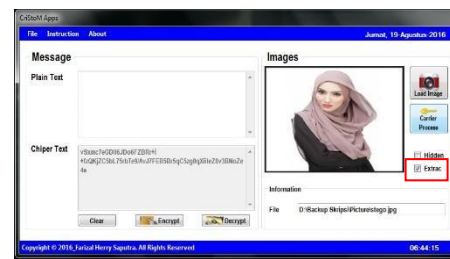 CriStoM Apps
File Instruction About
Jumat, 19-Agustus-2016
Message
Images
Plain Text
Load Image
Carrier Process
Chiper Text
Hidden
Extrac
Information
File D:\Backup Skripsi\Picture\stego.jpg
Clear
Encrypt
Decrypt
Copyright © 2016_Farizal Herry Saputra. All Rights Reserved
06:44:15